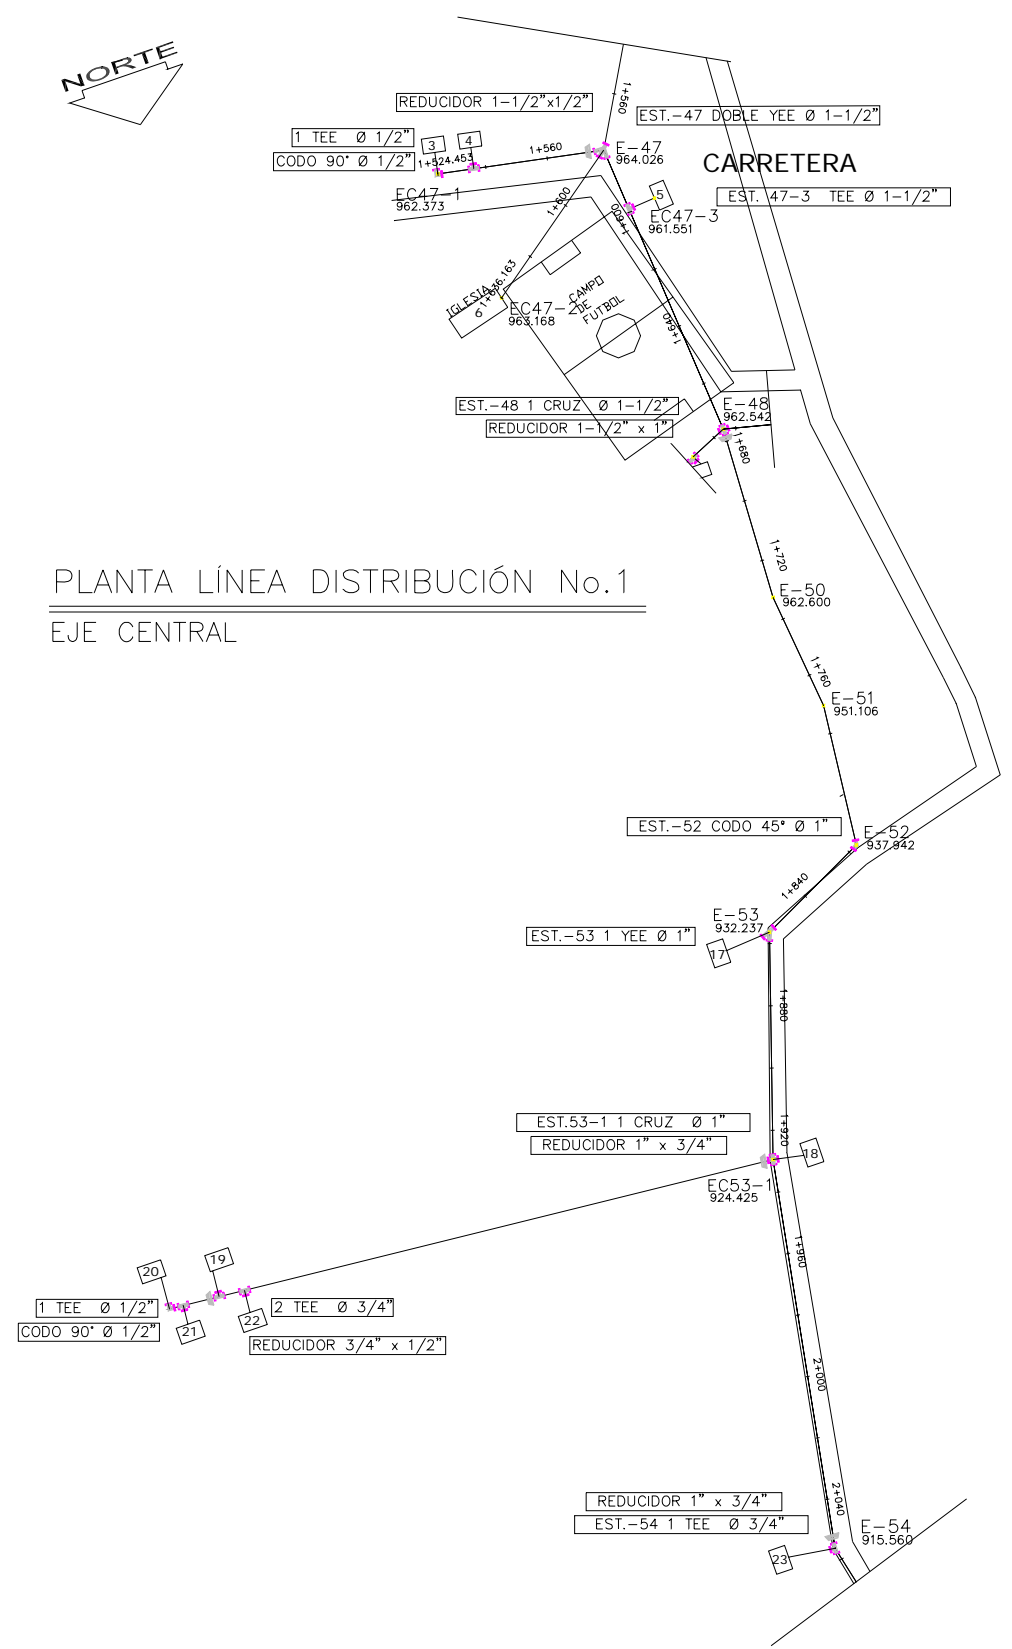 NORTE
1+560
REDUCIDOR 1-1/2"x1/2"
EST.-47 DOBLE YEE Ø 1-1/2"
1 TEE Ø 1/2"
3
4
CODO 90° Ø 1/2"
1+524.453
1+560
E-47
964.026
CARRETERA
EC47-1
962.373
1+600
5
EST. 47-3 TEE Ø 1-1/2"
1+600
EC47-3
961.551
1+636.163
IGLESIA
6
EC47-2
963.168
CAMPO
DE
FUTBOL
1+640
EST.-48 1 CRUZ Ø 1-1/2"
REDUCIDOR 1-1/2" x 1"
E-48
962.542
1+680
1+720
PLANTA LÍNEA DISTRIBUCIÓN No.1
EJE CENTRAL
E-50
962.600
1+760
E-51
951.106
EST.-52 CODO 45° Ø 1"
E-52
937.942
1+840
E-53
932.237
EST.-53 1 YEE Ø 1"
17
1+880
EST.53-1 1 CRUZ Ø 1"
REDUCIDOR 1" x 3/4"
1+920
18
EC53-1
924.425
1+960
20
19
1 TEE Ø 1/2"
CODO 90° Ø 1/2"
21
22
2 TEE Ø 3/4"
REDUCIDOR 3/4" x 1/2"
2+000
2+040
REDUCIDOR 1" x 3/4"
EST.-54 1 TEE Ø 3/4"
E-54
915.560
23